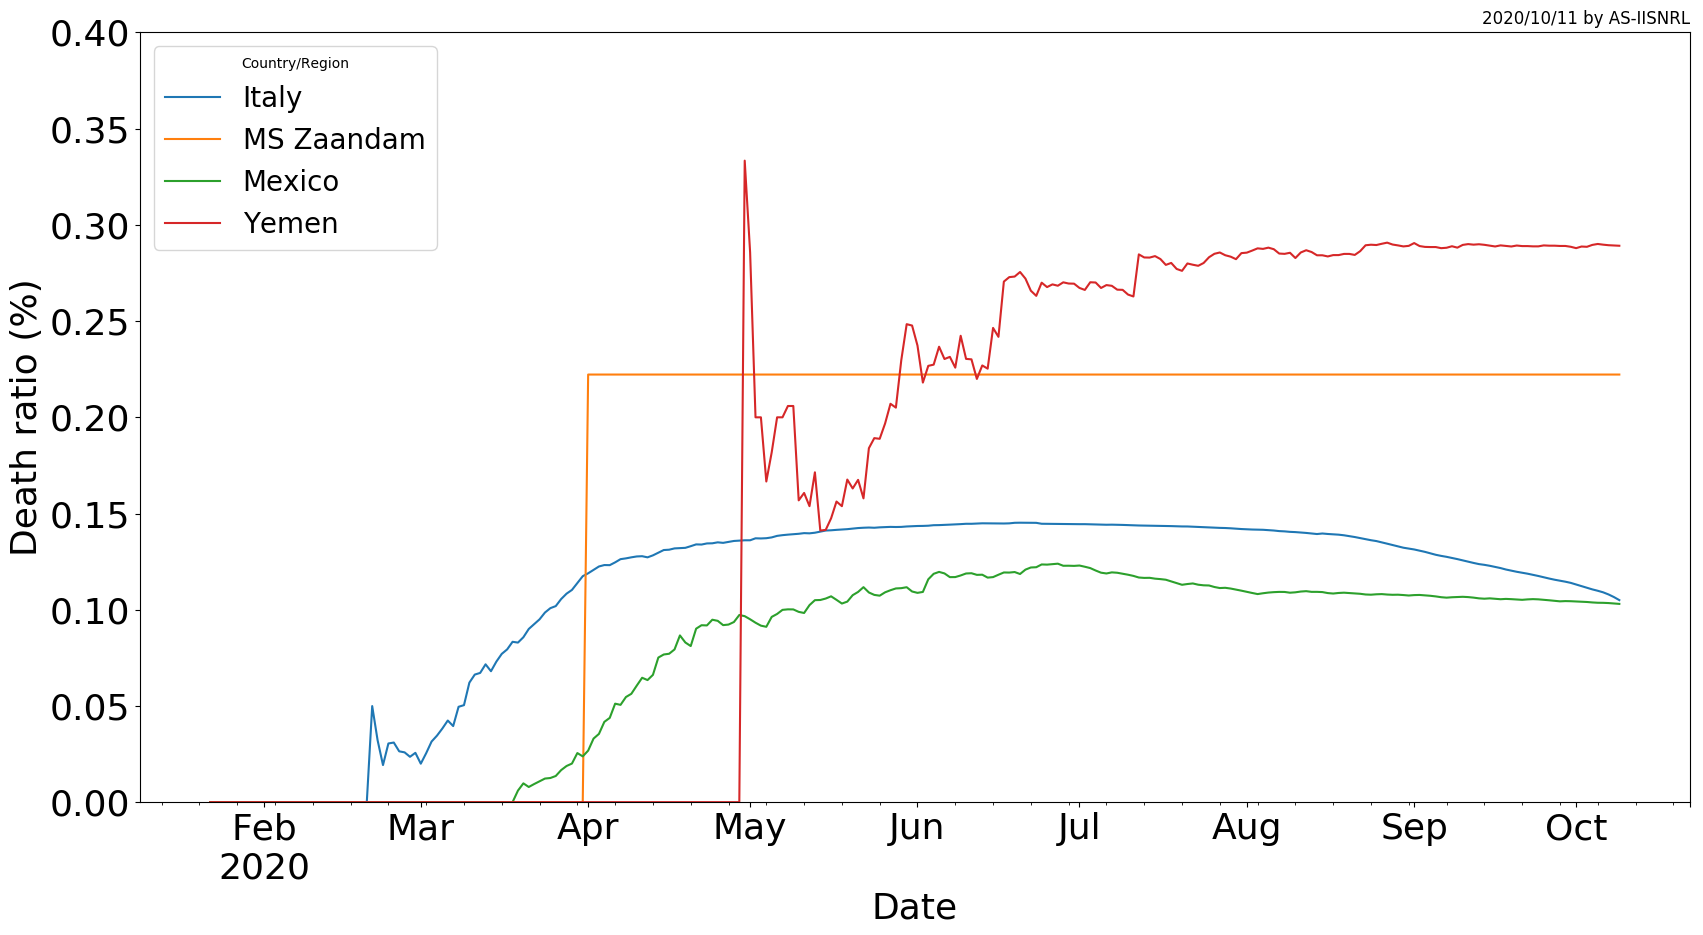 2020/10/11 by AS-IISNRL
Country/Region
Italy
MS Zaandam
Mexico
Yemen
Death ratio (%)
0.40
0.35
0.30
0.25
0.20
0.15
0.10
0.05
0.00
Feb Mar Apr May Jun Jul Aug Sep Oct
2020
Date